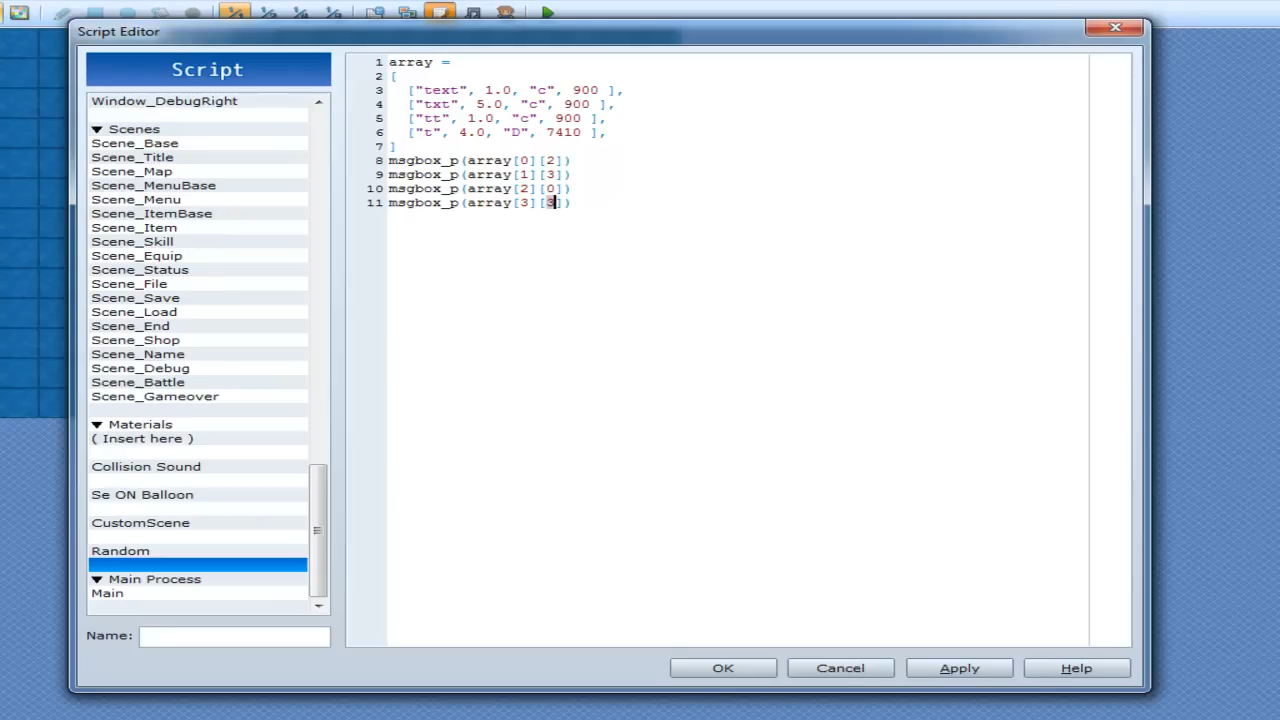 Script Editor
Script
Window_DebugRight
▼ Scenes
Scene_Base
Scene_Title
Scene_Map
Scene_MenuBase
Scene_Menu
Scene_ItemBase
Scene_Item
Scene_Skill
Scene_Equip
Scene_Status
Scene_File
Scene_Save
Scene_Load
Scene_End
Scene_Shop
Scene_Name
Scene_Debug
Scene_Battle
Scene_Gameover
▼ Materials
( Insert here )
Collision Sound
Se ON Balloon
CustomScene
Random
▼ Main Process
Main
Name:
1 array =
2 [
3 ["text", 1.0, "c", 900 ],
4 ["txt", 5.0, "c", 900 ],
5 ["tt", 1.0, "c", 900 ],
6 ["t", 4.0, "D", 7410 ],
7 ]
8 msgbox_p(array[0][2])
9 msgbox_p(array[1][3])
10 msgbox_p(array[2][0])
11 msgbox_p(array[3][3])
OK
Cancel
Apply
Help